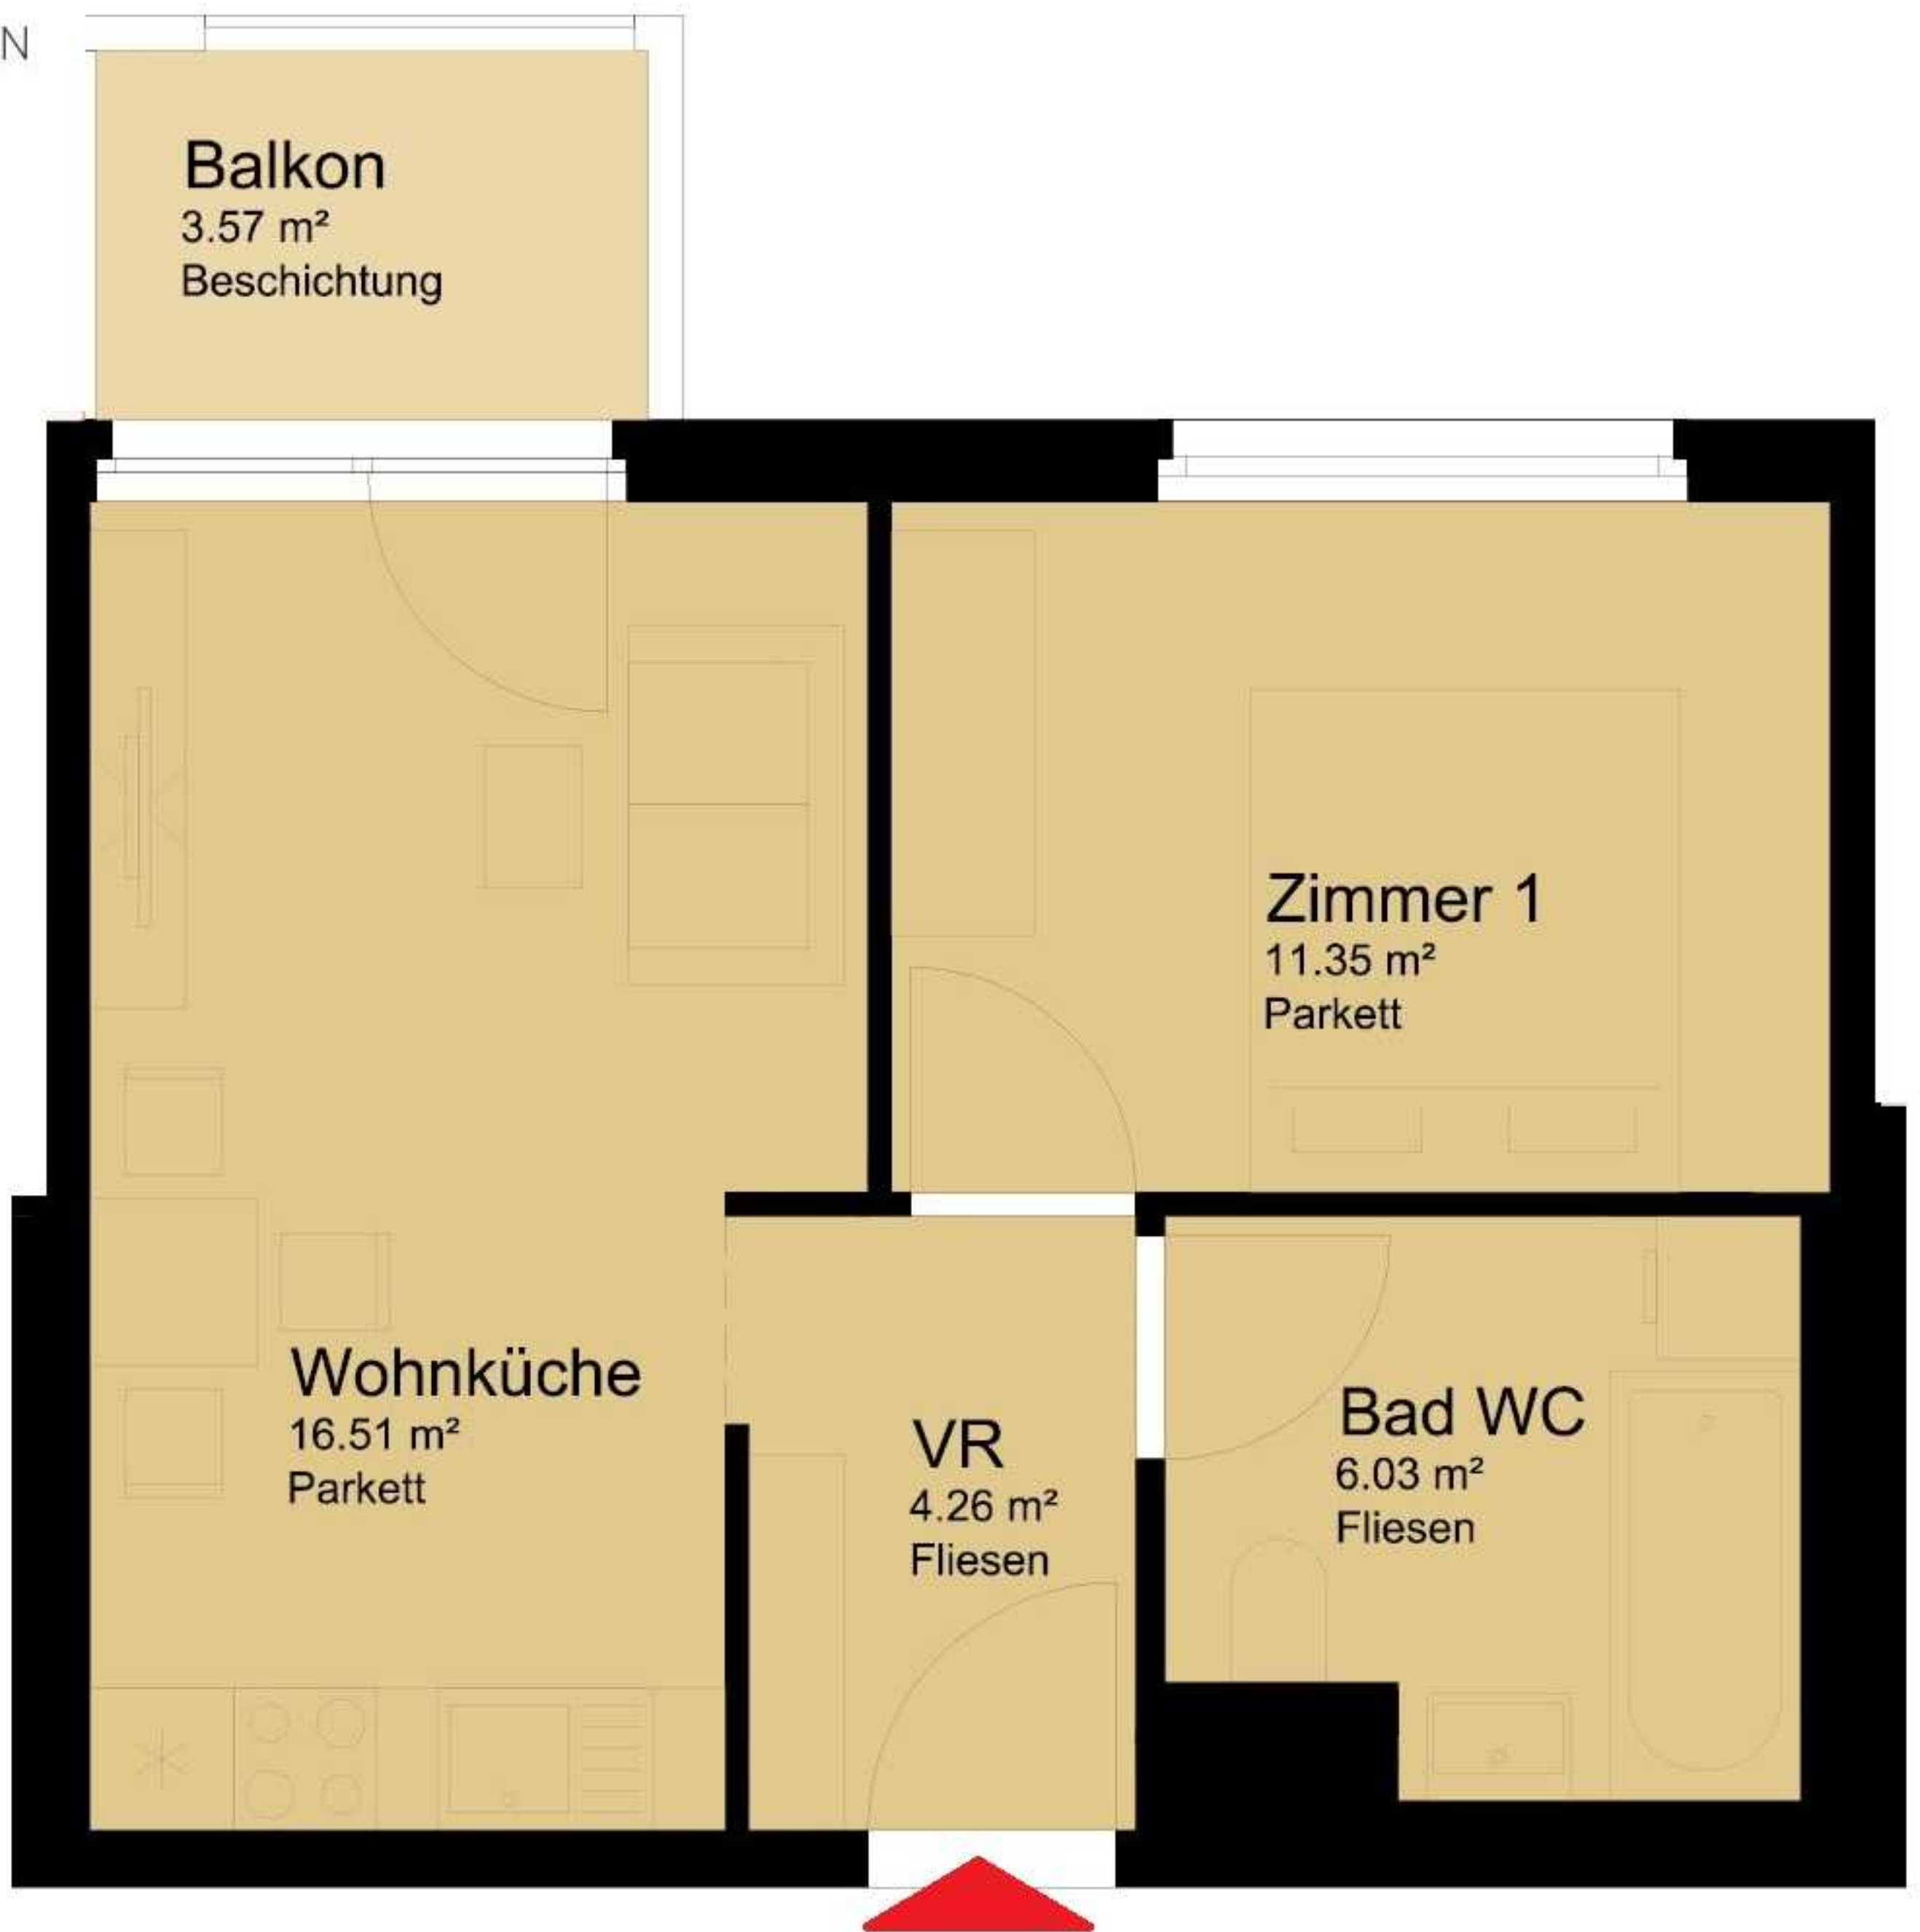 N
Balkon
3.57 m²
Beschichtung
Zimmer 1
11.35 m²
Parkett
Wohnküche
16.51 m²
Parkett
VR
4.26 m²
Fliesen
Bad WC
6.03 m²
Fliesen